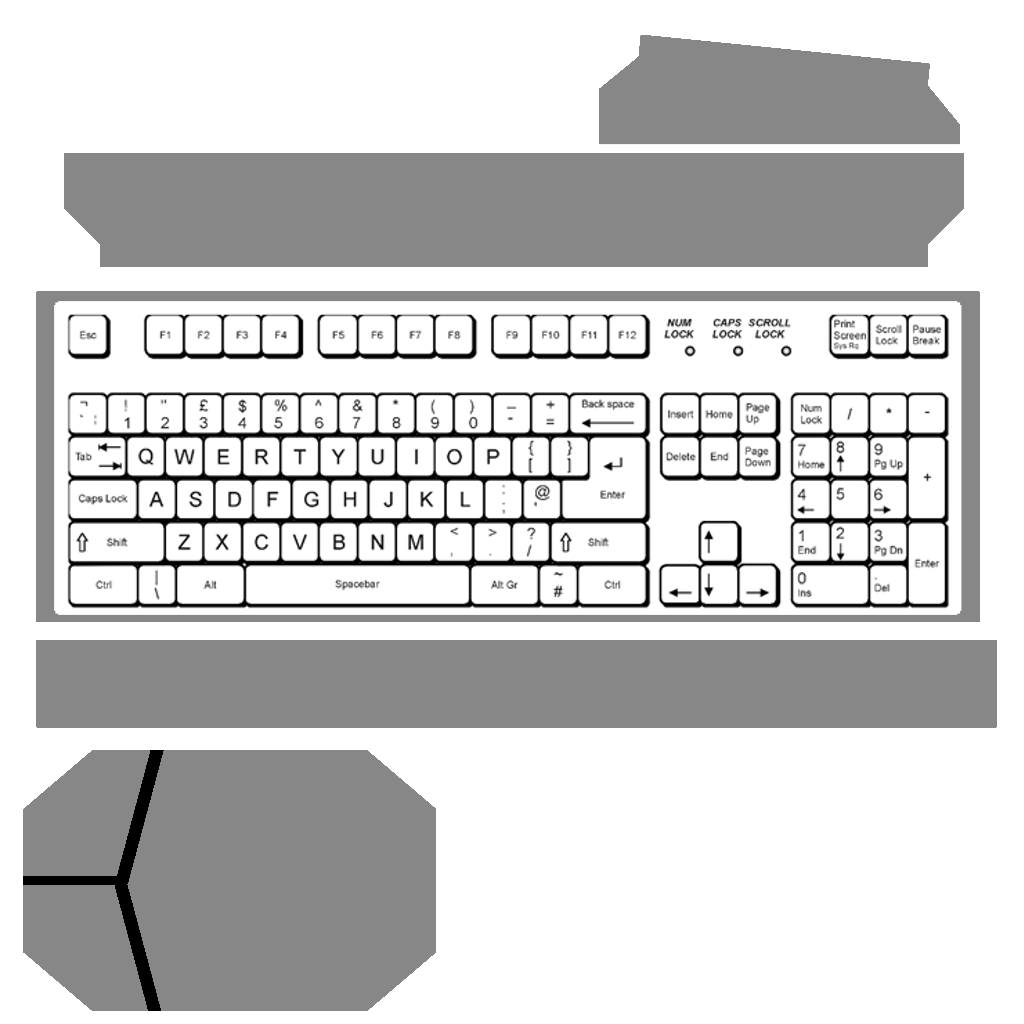 Esc F1 F2 F3 F4 F5 F6 F7 F8 F9 F10 F11 F12 NUM LOCK CAPS LOCK SCROLL LOCK Print Screen Sys Rq Scroll Lock Pause Break
¬ ! " £ $ % ^ & * ( ) _ + Back space Insert Home Page Up Num Lock / * -
` ¦ 1 2 3 4 5 6 7 8 9 0 - =
Tab Q W E R T Y U I O P { [ } ] Enter Delete End Page Down 7 Home 8 9 Pg Up +
Caps Lock A S D F G H J K L : ; @ ' 4 5 6
Shift Z X C V B N M < , > . ? / Shift 1 End 2 3 Pg Dn Enter
Ctrl | \ Alt Spacebar Alt Gr ~ # Ctrl 0 Ins . Del